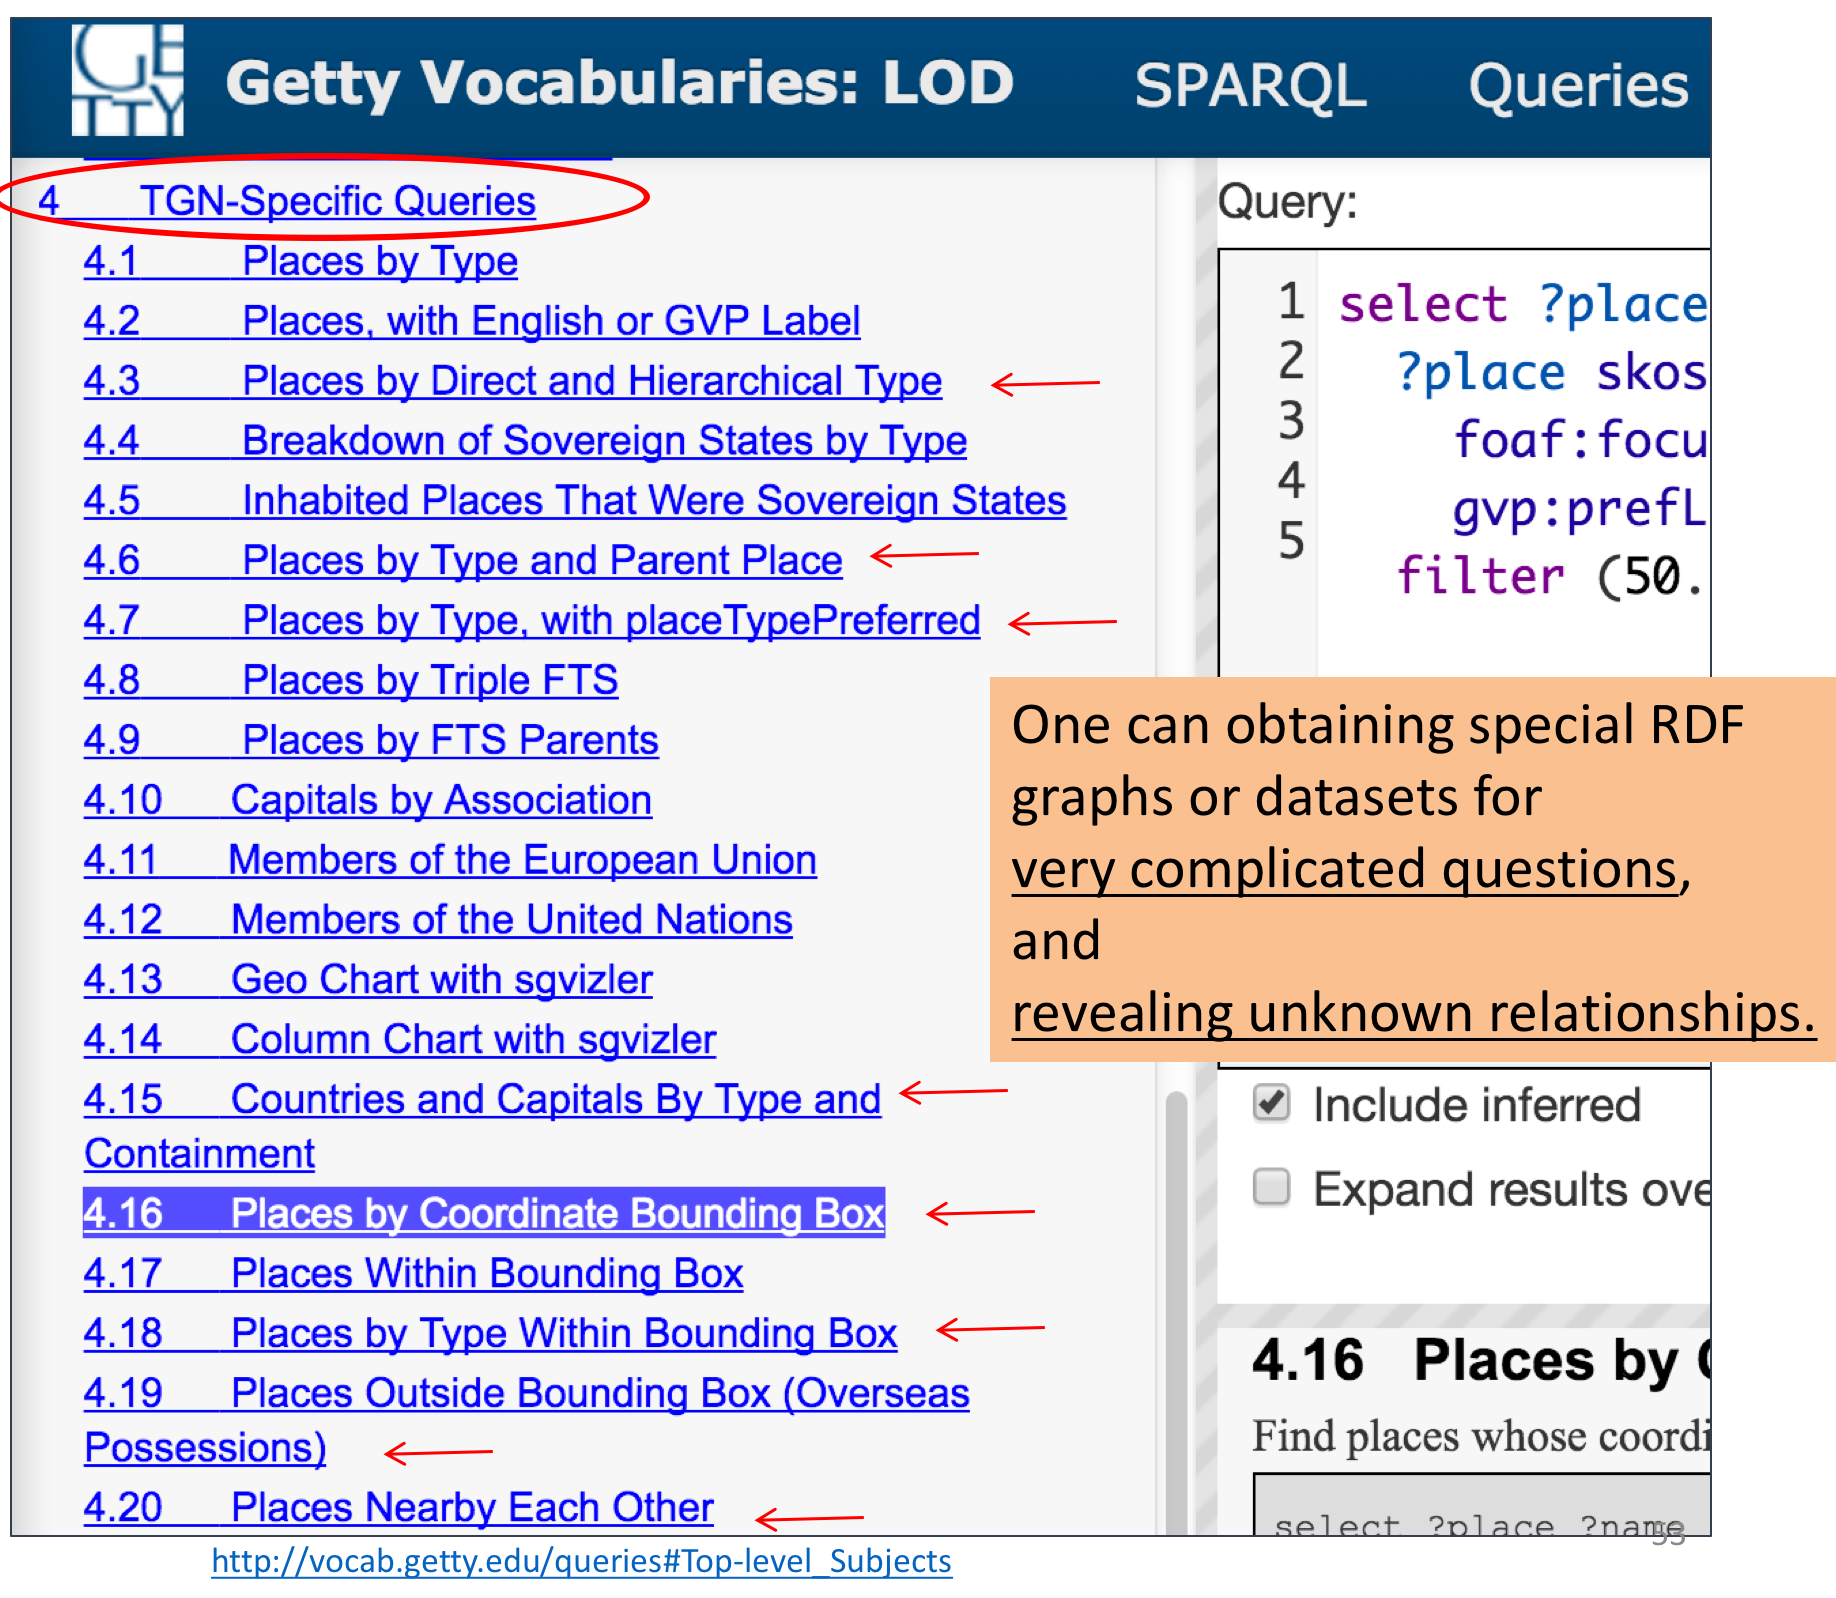 GETTY
Getty Vocabularies: LOD SPARQL Queries
4 TGN-Specific Queries
4.1 Places by Type
4.2 Places, with English or GVP Label
4.3 Places by Direct and Hierarchical Type
4.4 Breakdown of Sovereign States by Type
4.5 Inhabited Places That Were Sovereign States
4.6 Places by Type and Parent Place
4.7 Places by Type, with placeTypePreferred
4.8 Places by Triple FTS
4.9 Places by FTS Parents
4.10 Capitals by Association
4.11 Members of the European Union
4.12 Members of the United Nations
4.13 Geo Chart with sgvizler
4.14 Column Chart with sgvizler
4.15 Countries and Capitals By Type and
Containment
4.16 Places by Coordinate Bounding Box
4.17 Places Within Bounding Box
4.18 Places by Type Within Bounding Box
4.19 Places Outside Bounding Box (Overseas
Possessions)
4.20 Places Nearby Each Other
Query:
1 select ?place
2 ?place skos
3 foaf:focu
4 gvp:prefL
5 filter (50.
One can obtaining special RDF
graphs or datasets for
very complicated questions,
and
revealing unknown relationships.
Include inferred
Expand results ove
4.16 Places by
Find places whose coordi
select ?place ?name
53
http://vocab.getty.edu/queries#Top-level_Subjects